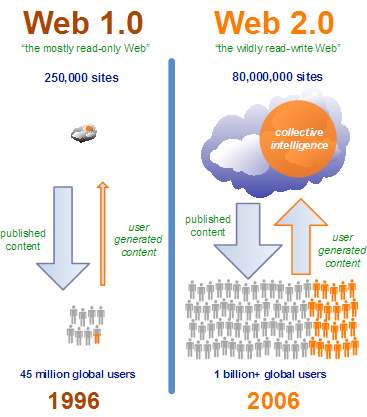 Web 1.0
"the mostly read-only Web"
250,000 sites
published
content
user
generated
content
45 million global users
1996
Web 2.0
"the wildly read-write Web"
80,000,000 sites
collective
intelligence
published
content
user
generated
content
1 billion+ global users
2006